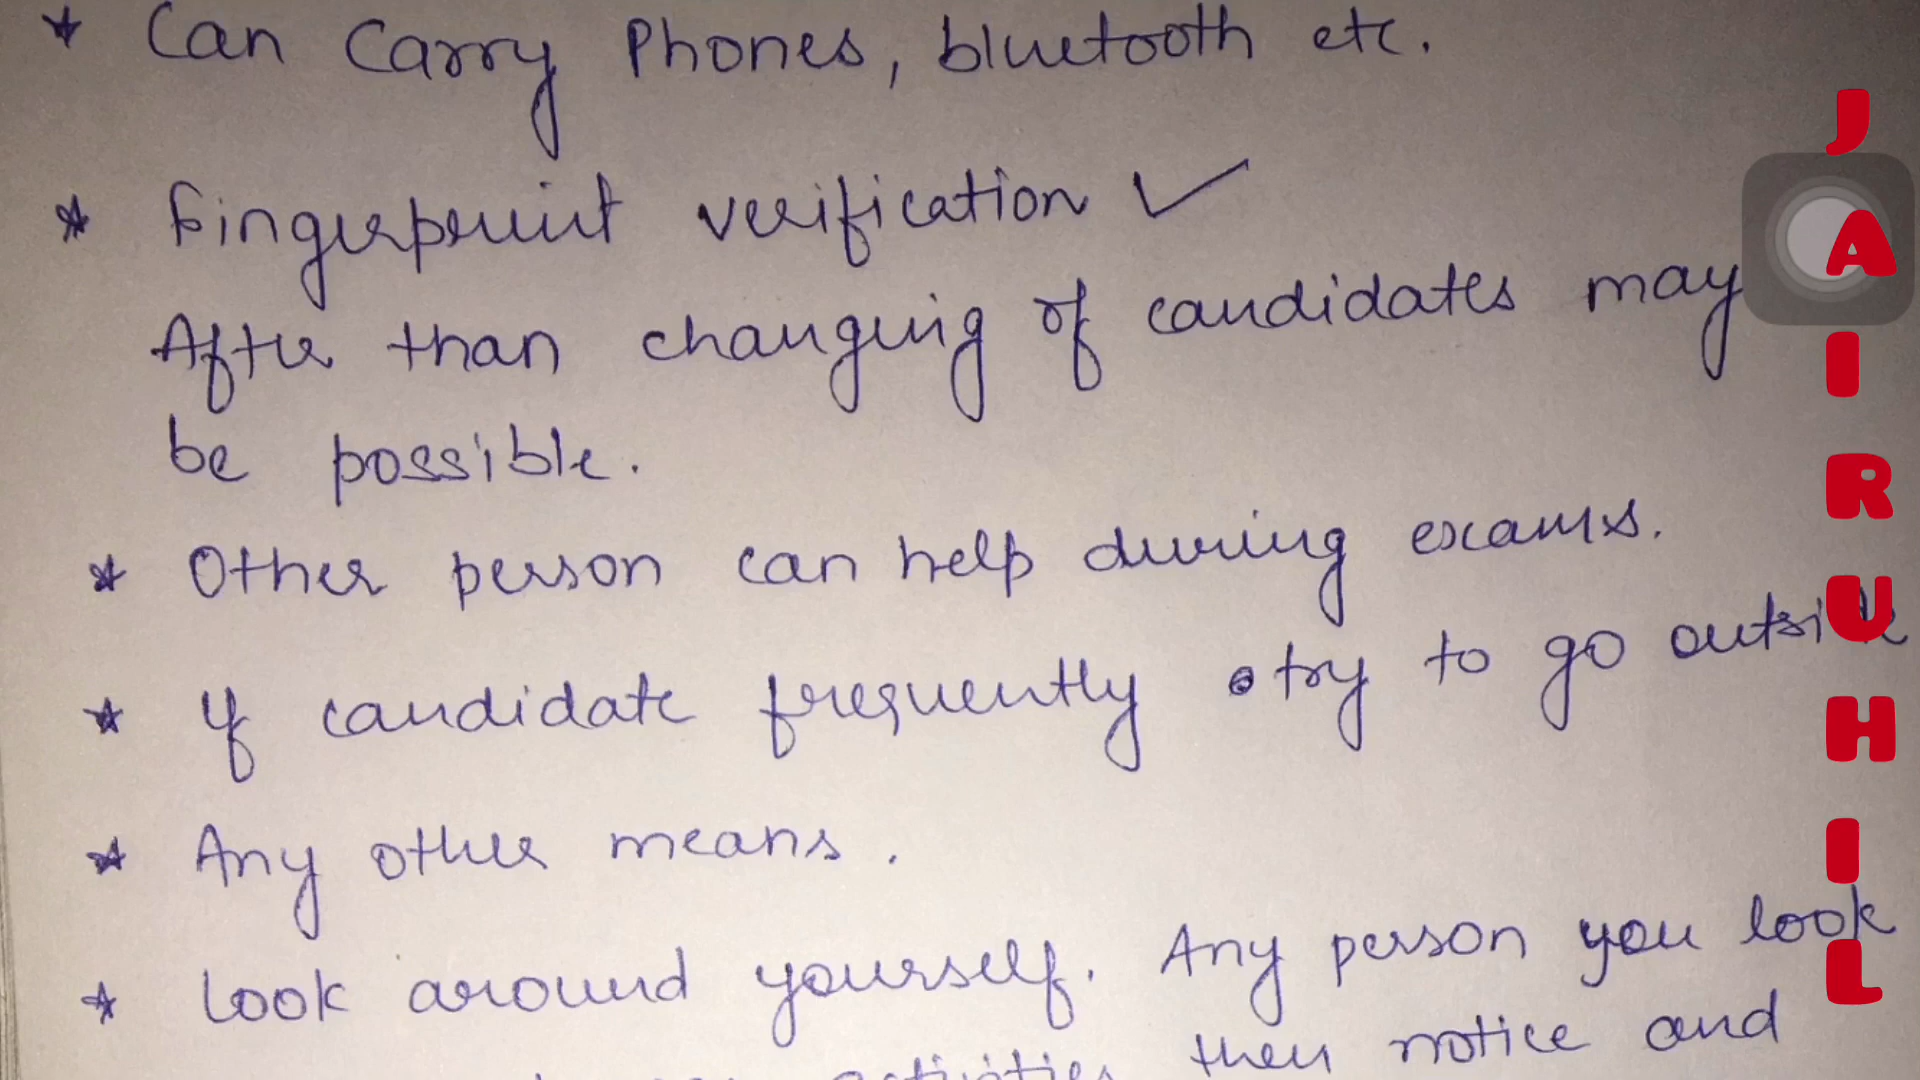 * Can Carry Phones, bluetooth etc.
* Fingerprint verification ✓
After than changing of candidates may
be possible.
* Other person can help during exams.
* If candidate frequently try to go outside
* Any other means.
* Look around yourself. Any person you look
activities then notice and
JAIRUHIL